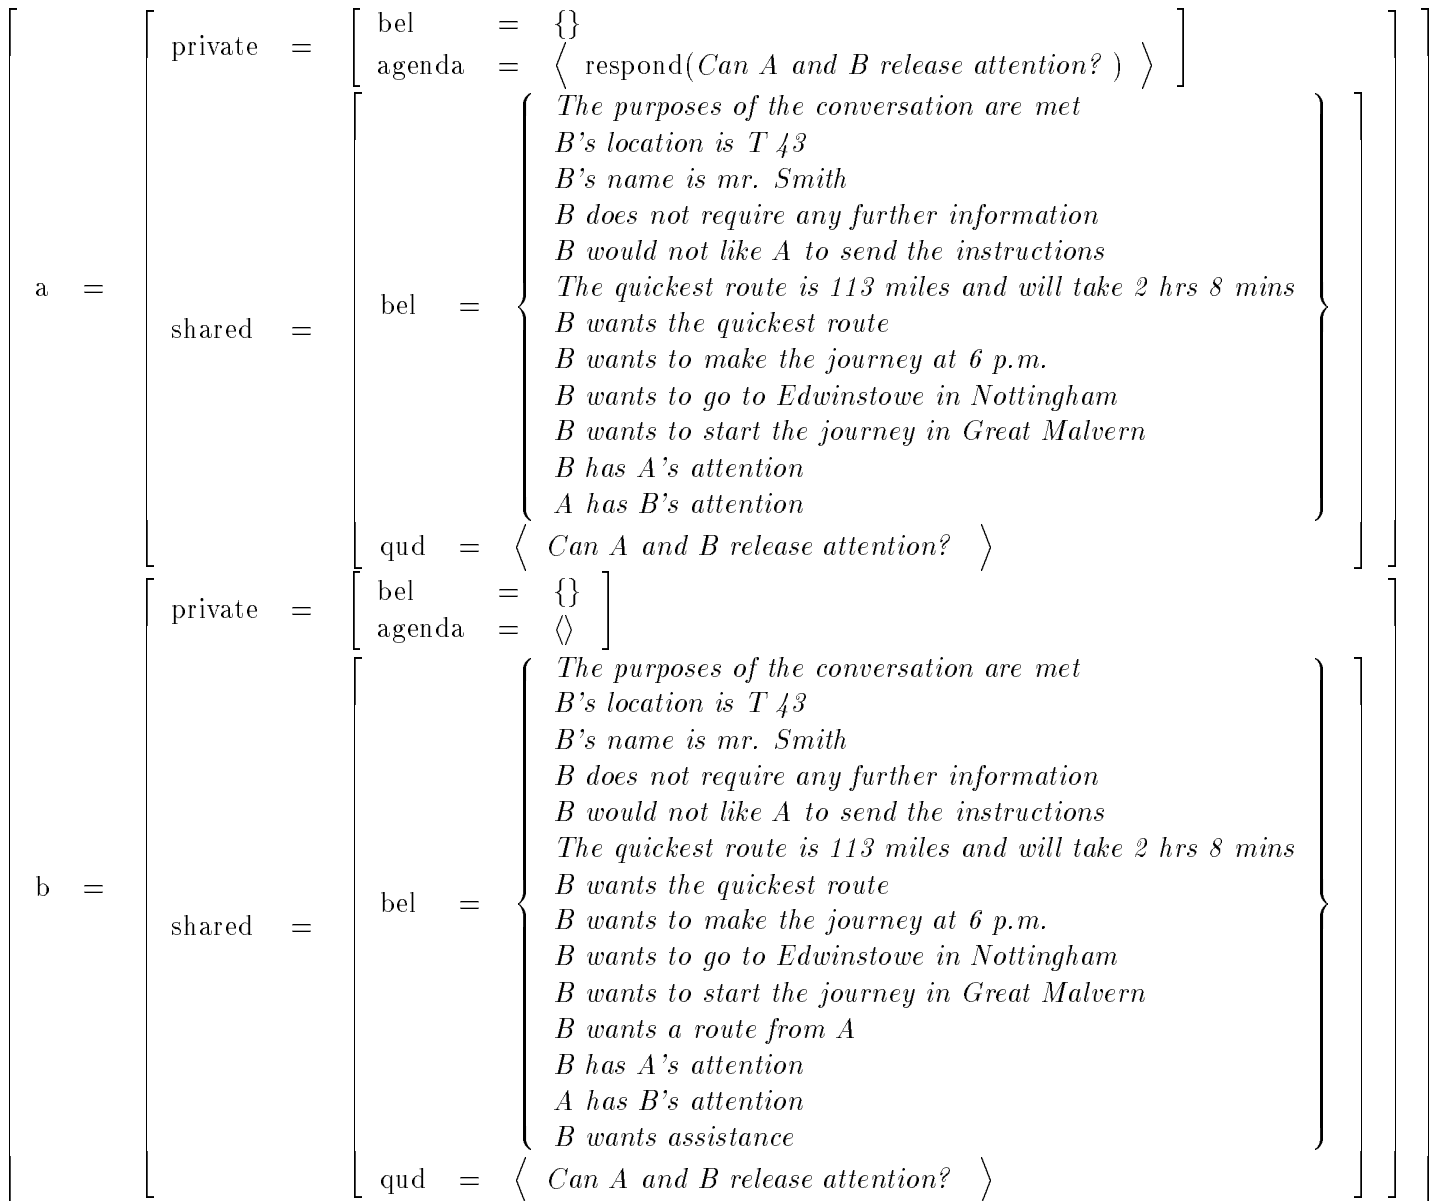 bel = {}
private =
agenda = ⟨ respond(Can A and B release attention? ) ⟩
The purposes of the conversation are met
B's location is T 43
B's name is mr. Smith
B does not require any further information
B would not like A to send the instructions
a =
The quickest route is 113 miles and will take 2 hrs 8 mins
bel =
shared =
B wants the quickest route
B wants to make the journey at 6 p.m.
B wants to go to Edwinstowe in Nottingham
B wants to start the journey in Great Malvern
B has A's attention
A has B's attention
qud = ⟨ Can A and B release attention? ⟩
bel = {}
private =
agenda = ⟨⟩
The purposes of the conversation are met
B's location is T 43
B's name is mr. Smith
B does not require any further information
B would not like A to send the instructions
The quickest route is 113 miles and will take 2 hrs 8 mins
b =
bel =
B wants the quickest route
shared =
B wants to make the journey at 6 p.m.
B wants to go to Edwinstowe in Nottingham
B wants to start the journey in Great Malvern
B wants a route from A
B has A's attention
A has B's attention
B wants assistance
qud = ⟨ Can A and B release attention? ⟩